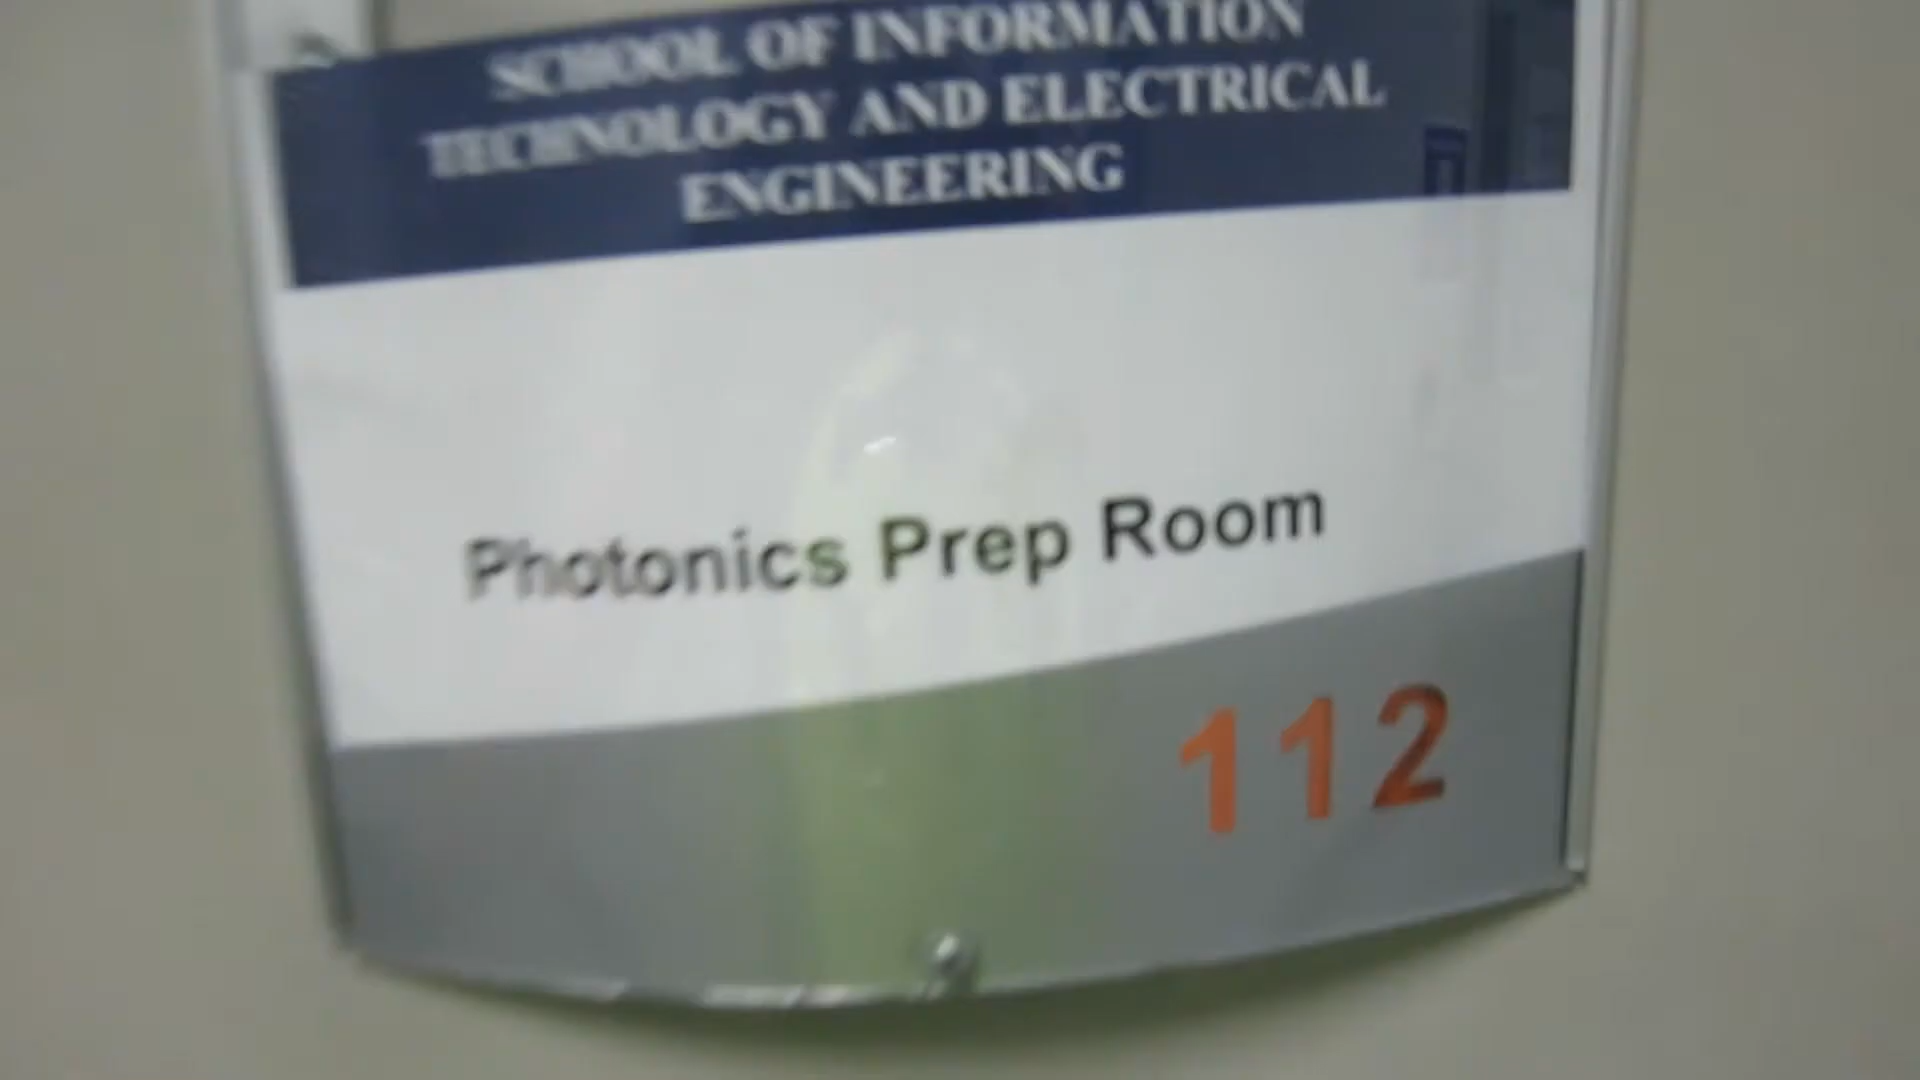 SCHOOL OF INFORMATION
TECHNOLOGY AND ELECTRICAL
ENGINEERING
Photonics Prep Room
112